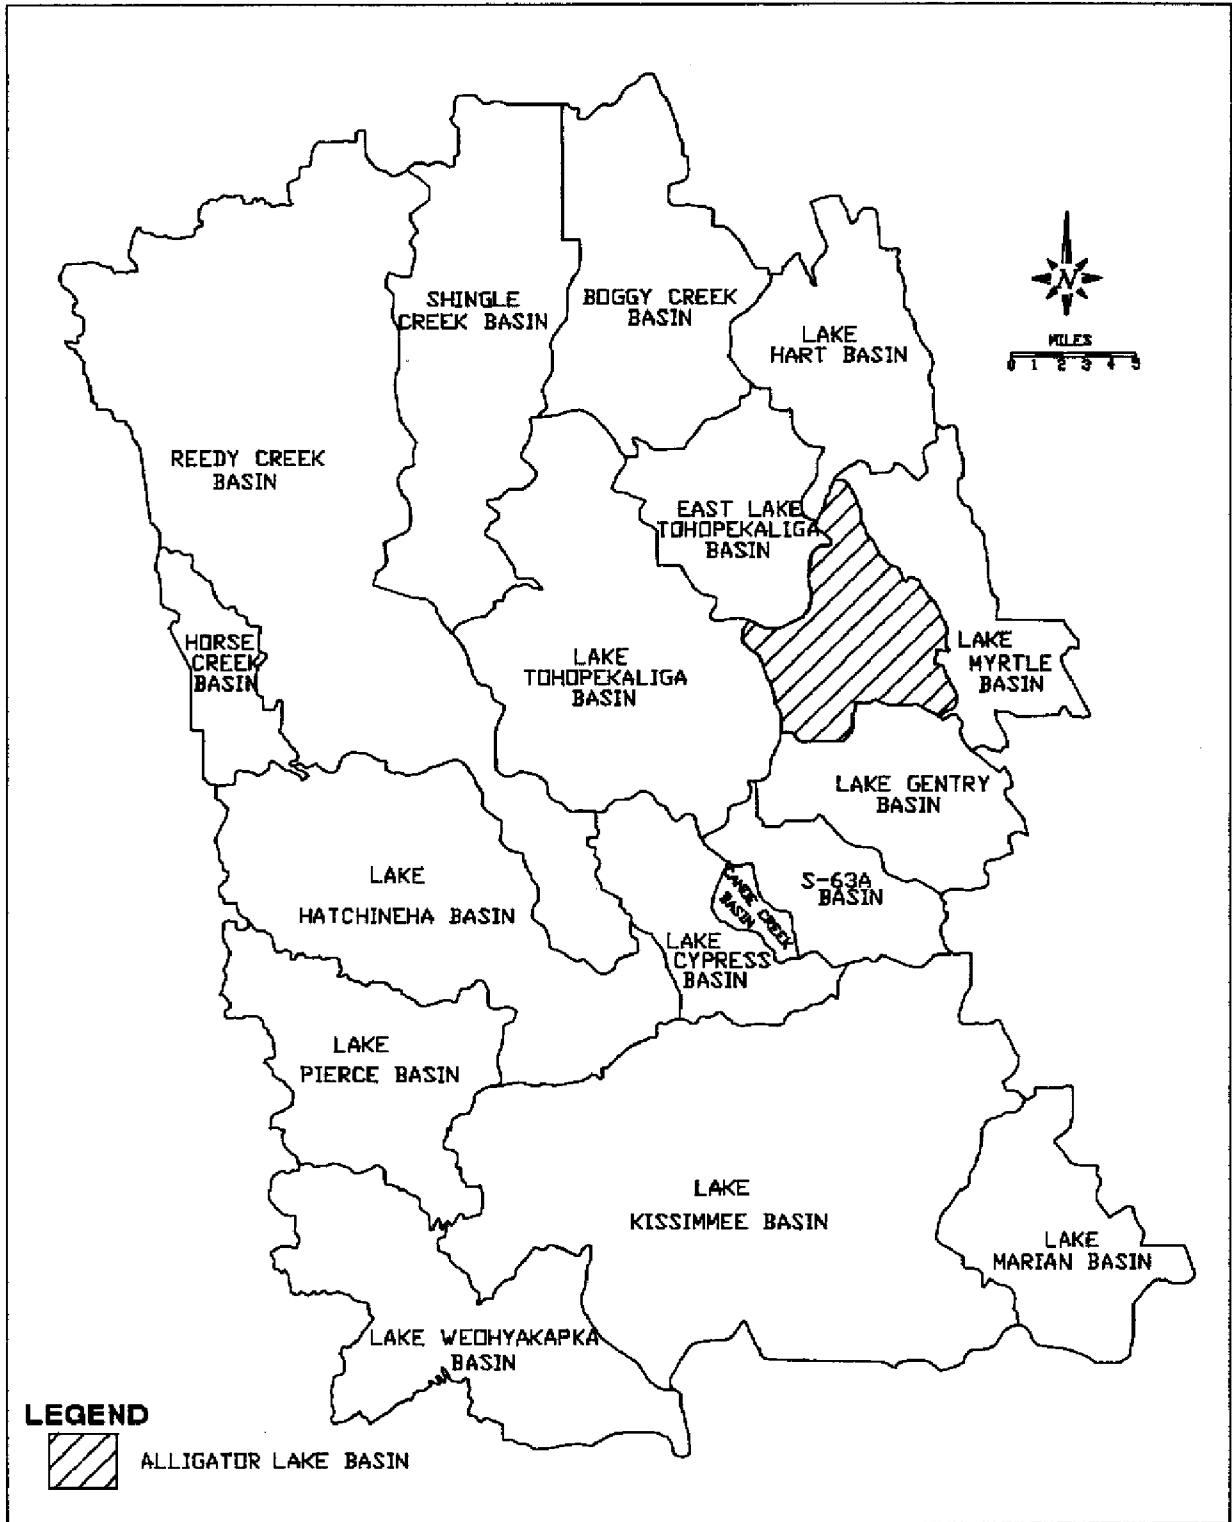 SHINGLE
CREEK BASIN
BOGGY CREEK
BASIN
LAKE
HART BASIN
N
MILES
0 1 2 3 4 5
REEDY CREEK
BASIN
EAST LAKE
TOHOPEKALIGA
BASIN
HORSE
CREEK
BASIN
LAKE
TOHOPEKALIGA
BASIN
LAKE
MYRTLE
BASIN
LAKE GENTRY
BASIN
LAKE
HATCHINEHA BASIN
S-63A
BASIN
CANOE CREEK
BASIN
LAKE
CYPRESS
BASIN
LAKE
PIERCE BASIN
LAKE
KISSIMMEE BASIN
LAKE
MARIAN BASIN
LAKE WEOHYAKAPKA
BASIN
LEGEND
ALLIGATOR LAKE BASIN